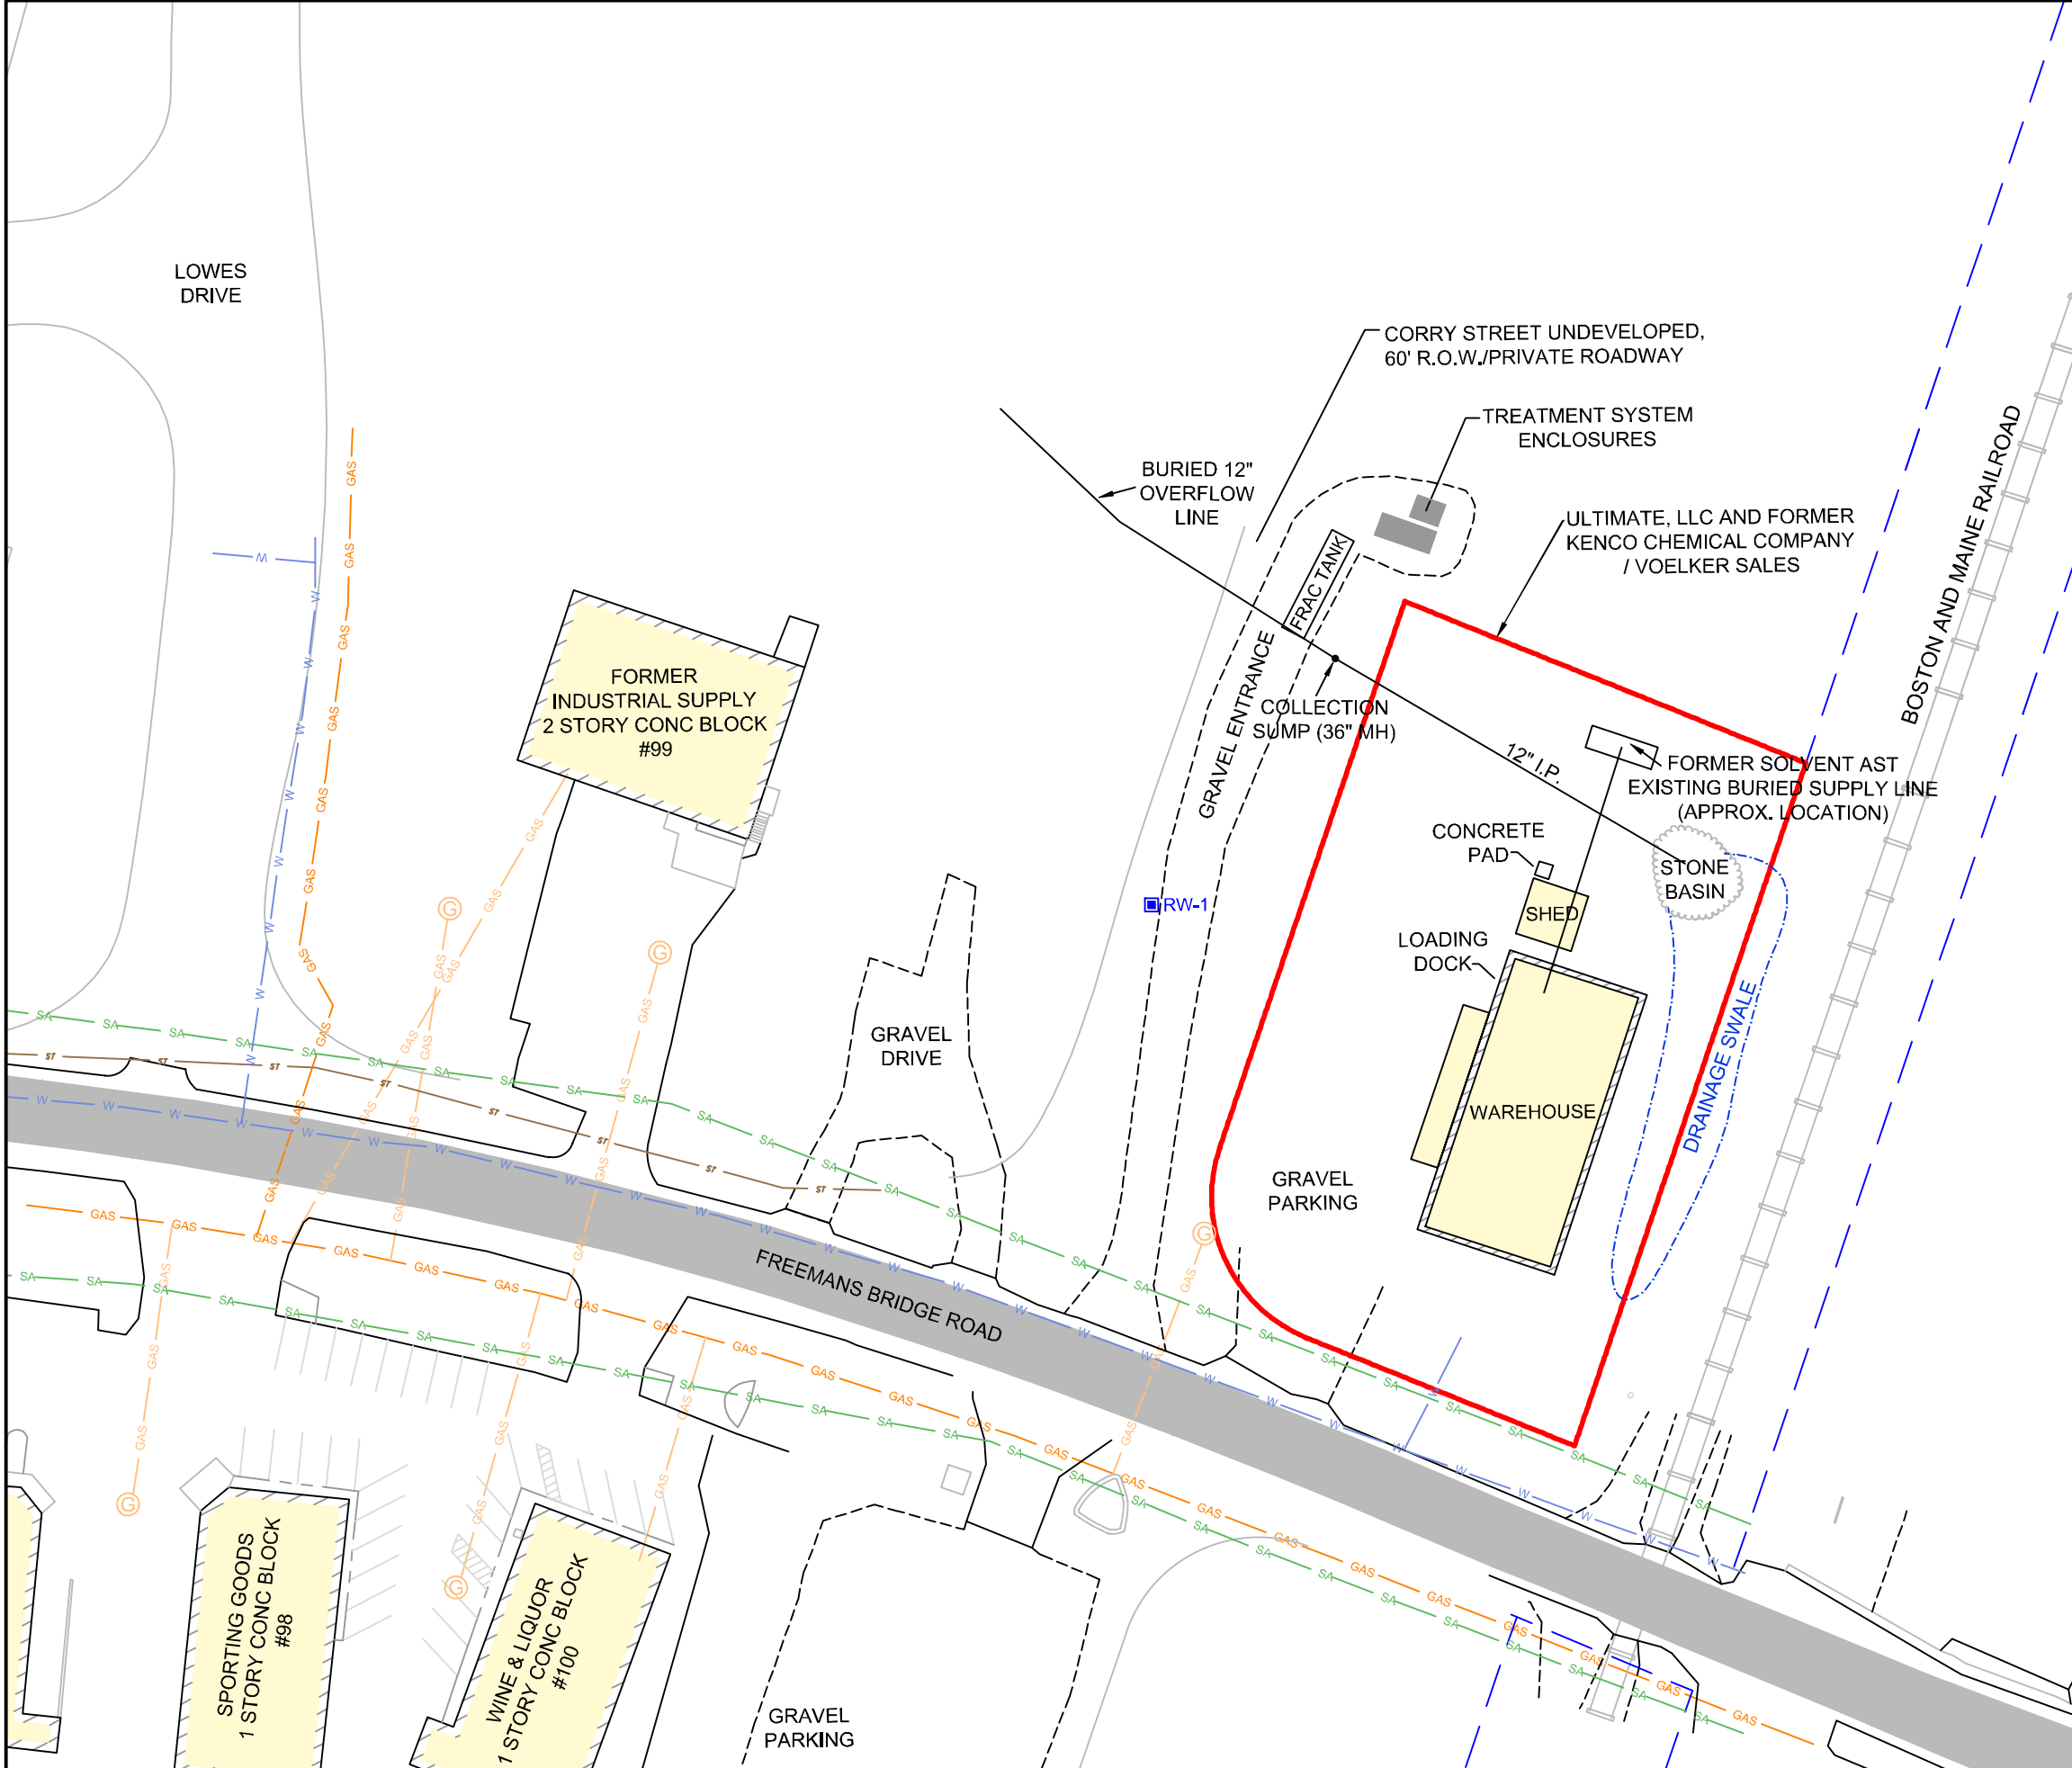 LOWES
DRIVE
CORRY STREET UNDEVELOPED,
60' R.O.W./PRIVATE ROADWAY
TREATMENT SYSTEM
ENCLOSURES
BURIED 12"
OVERFLOW
LINE
ULTIMATE, LLC AND FORMER
KENCO CHEMICAL COMPANY
/ VOELKER SALES
BOSTON AND MAINE RAILROAD
FRAC TANK
GRAVEL ENTRANCE
COLLECTION
SUMP (36" MH)
12" I.P.
FORMER SOLVENT AST
EXISTING BURIED SUPPLY LINE
(APPROX. LOCATION)
FORMER
INDUSTRIAL SUPPLY
2 STORY CONC BLOCK
#99
CONCRETE
PAD
STONE
BASIN
SHED
RW-1
LOADING
DOCK
GRAVEL
DRIVE
WAREHOUSE
DRAINAGE SWALE
GRAVEL
PARKING
FREEMANS BRIDGE ROAD
SPORTING GOODS
1 STORY CONC BLOCK
#98
WINE & LIQUOR
1 STORY CONC BLOCK
#100
GRAVEL
PARKING
GAS
W
SA
ST
G